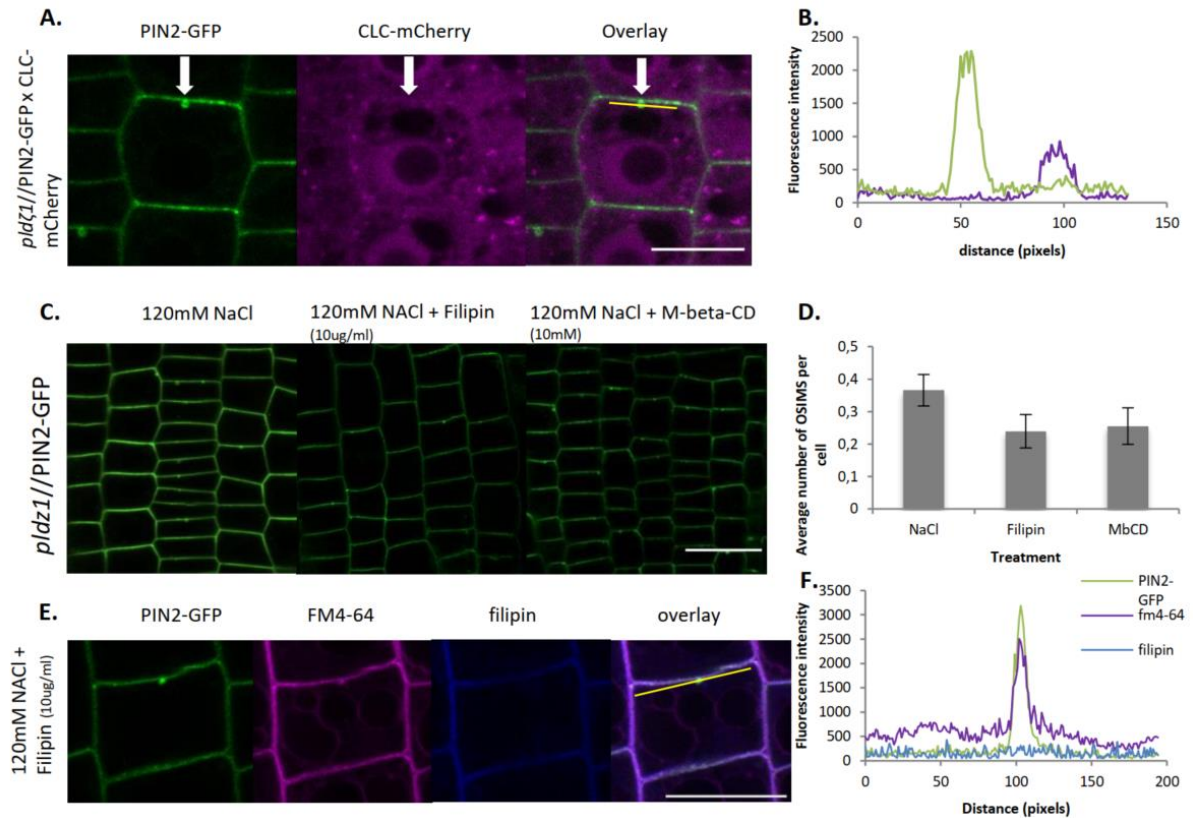 A.
PIN2-GFP
CLC-mCherry
Overlay
pldζ1//PIN2-GFP x CLC-
mCherry
B.
Fluorescence intensity
2500
2000
1500
1000
500
0
0
50
100
150
distance (pixels)
C.
120mM NaCl
120mM NACl + Filipin
(10ug/ml)
120mM NaCl + M-beta-CD
(10mM)
pldz1//PIN2-GFP
D.
Average number of OSIMS per
cell
0,5
0,4
0,3
0,2
0,1
0
NaCl
Filipin
MbCD
Treatment
E.
PIN2-GFP
FM4-64
filipin
overlay
120mM NaCl +
Filipin (10ug/ml)
F.
Fluorescence intensity
3500
3000
2500
2000
1500
1000
500
0
0
50
100
150
200
Distance (pixels)
PIN2-
GFP
fm4-64
filipin